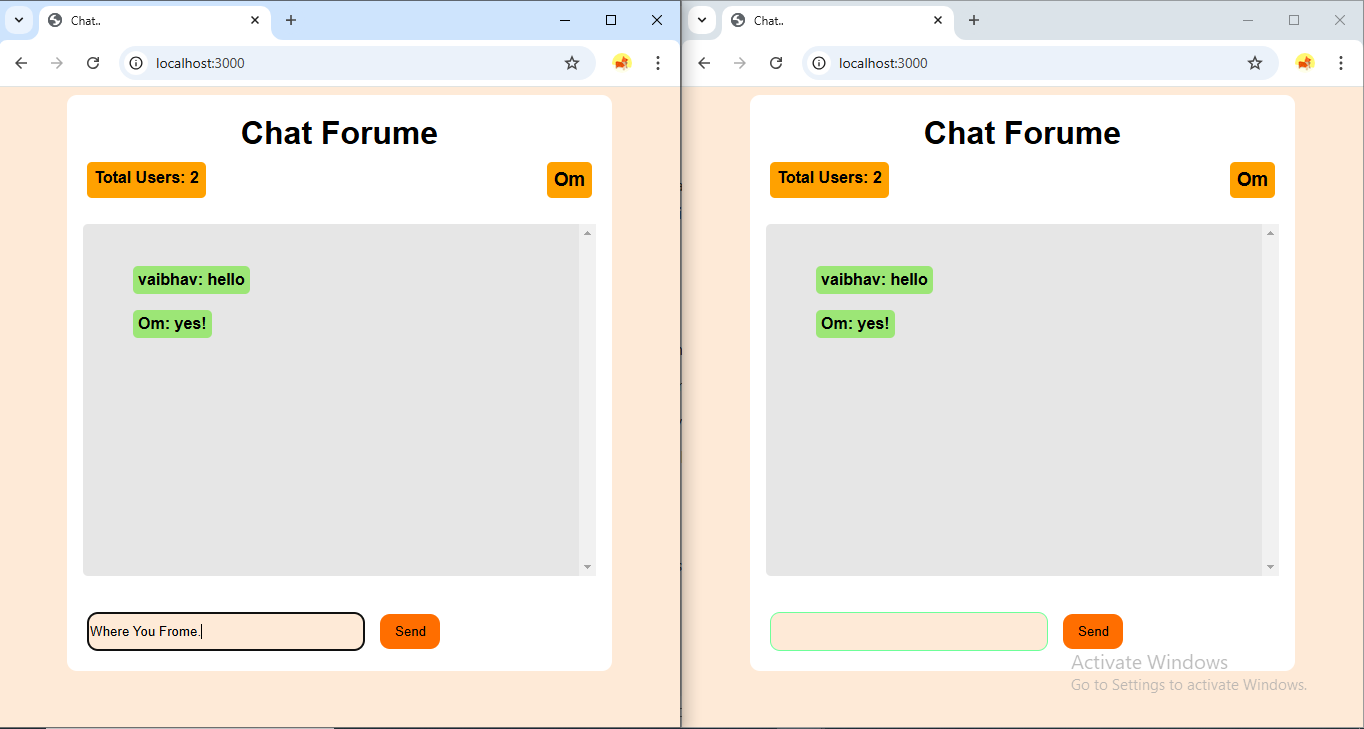 Chat..
localhost:3000
Chat Forume
Total Users: 2
Om
vaibhav: hello
Om: yes!
Where You Frome.
Send
Chat..
localhost:3000
Chat Forume
Total Users: 2
Om
vaibhav: hello
Om: yes!
Send
Activate Windows
Go to Settings to activate Windows.